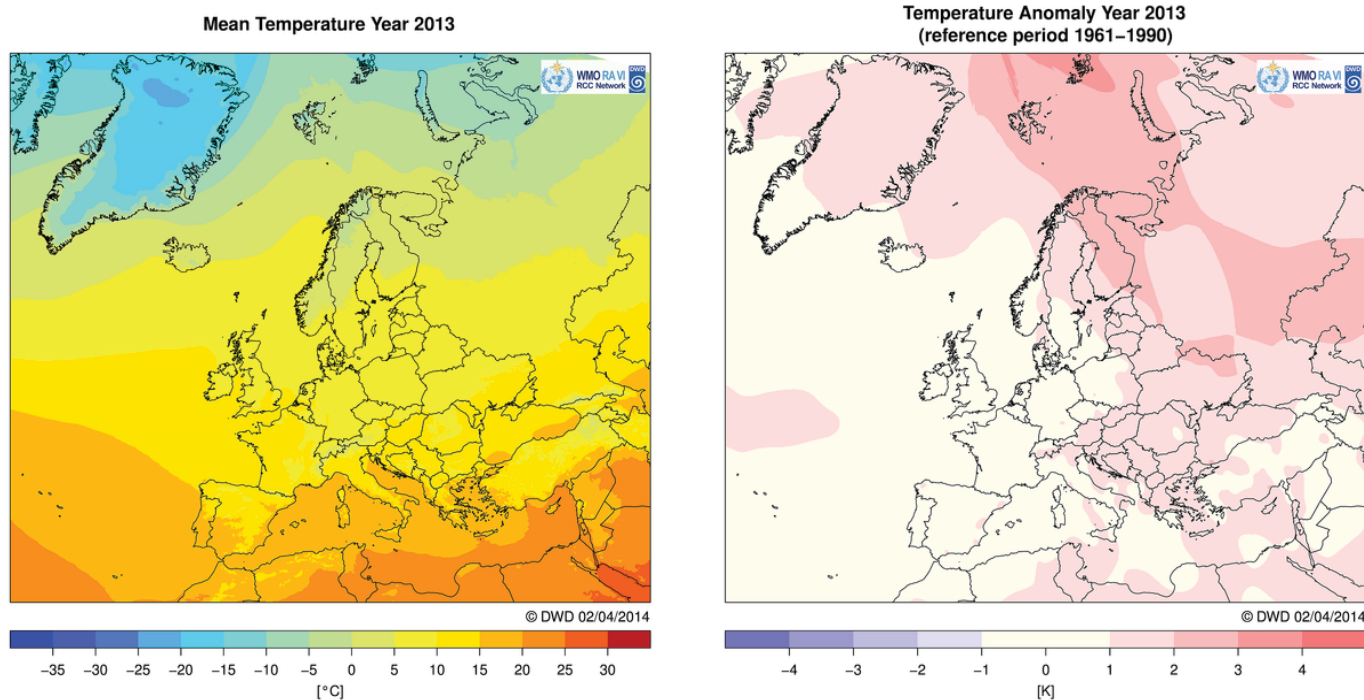 Mean Temperature Year 2013
WMO RA VI
RCC Network
DWD
© DWD 02/04/2014
−35 −30 −25 −20 −15 −10 −5 0 5 10 15 20 25 30
[°C]
Temperature Anomaly Year 2013
(reference period 1961−1990)
WMO RA VI
RCC Network
DWD
© DWD 02/04/2014
−4 −3 −2 −1 0 1 2 3 4
[K]